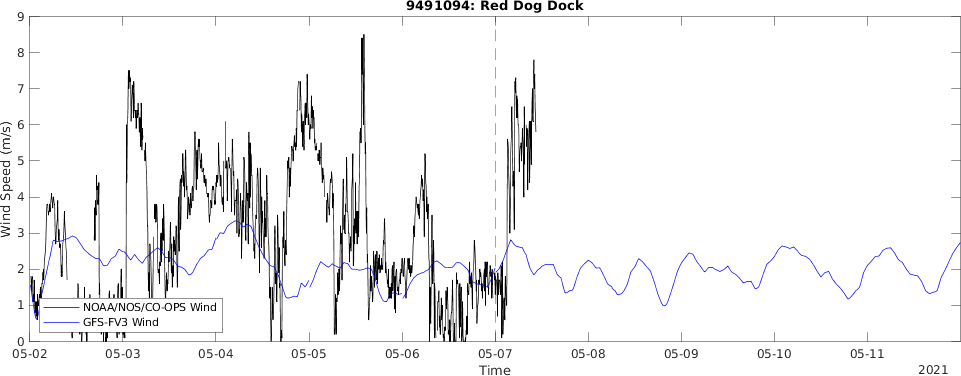 9491094: Red Dog Dock
9
8
7
6
5
4
3
2
1
0
Wind Speed (m/s)
NOAA/NOS/CO-OPS Wind
GFS-FV3 Wind
05-02 05-03 05-04 05-05 05-06 05-07 05-08 05-09 05-10 05-11
Time
2021